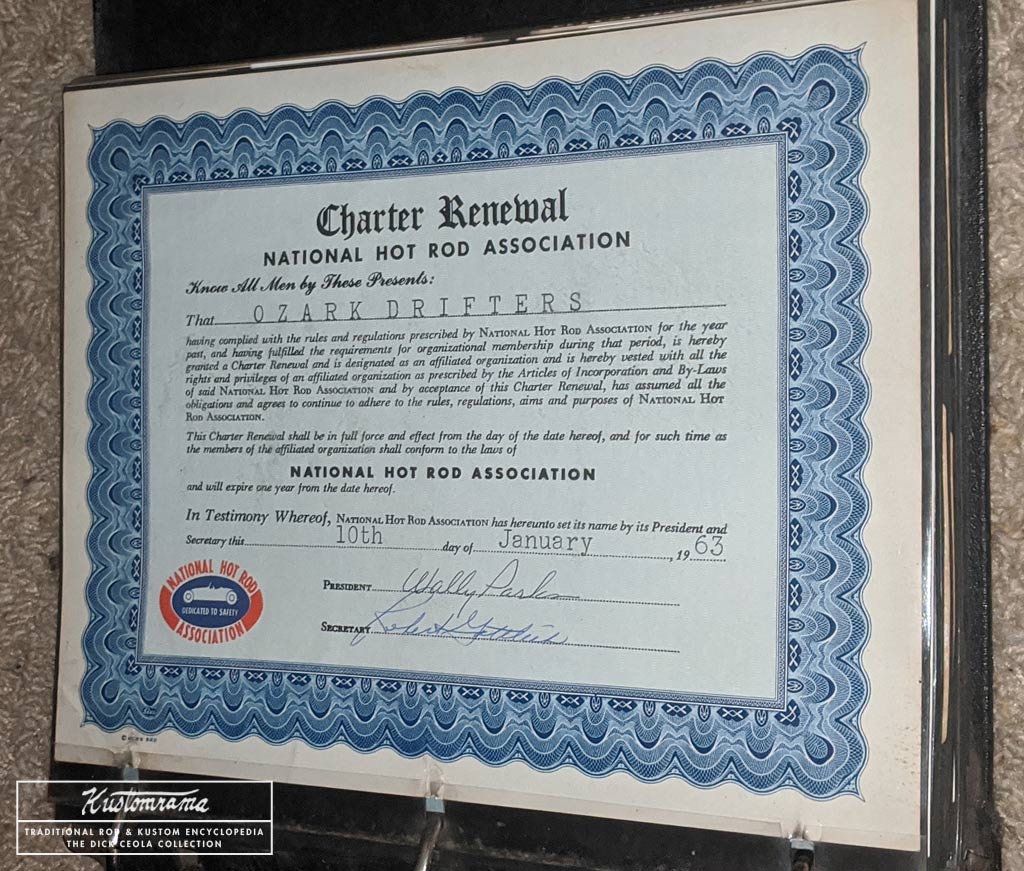 Charter Renewal
NATIONAL HOT ROD ASSOCIATION
Know All Men by These Presents:
That OZARK DRIFTERS
having complied with the rules and regulations prescribed by NATIONAL HOT ROD ASSOCIATION for the year
past, and having fulfilled the requirements for organizational membership during that period, is hereby
granted a Charter Renewal and is designated as an affiliated organization and is hereby vested with all the
rights and privileges of an affiliated organization as prescribed by the Articles of Incorporation and By-Laws
of said NATIONAL HOT ROD ASSOCIATION and by acceptance of this Charter Renewal, has assumed all the
obligations and agrees to continue to adhere to the rules, regulations, aims and purposes of NATIONAL HOT
ROD ASSOCIATION.
This Charter Renewal shall be in full force and effect from the day of the date hereof, and for such time as
the members of the affiliated organization shall conform to the laws of
NATIONAL HOT ROD ASSOCIATION
and will expire one year from the date hereof.
In Testimony Whereof, NATIONAL HOT ROD ASSOCIATION has hereunto set its name by its President and
Secretary this 10th day of January, 1963
NATIONAL HOT ROD
DEDICATED TO SAFETY
ASSOCIATION
PRESIDENT Wally Parks
SECRETARY Robert Gottlieb
Kustomrama
TRADITIONAL ROD & KUSTOM ENCYCLOPEDIA
THE DICK CEOLA COLLECTION